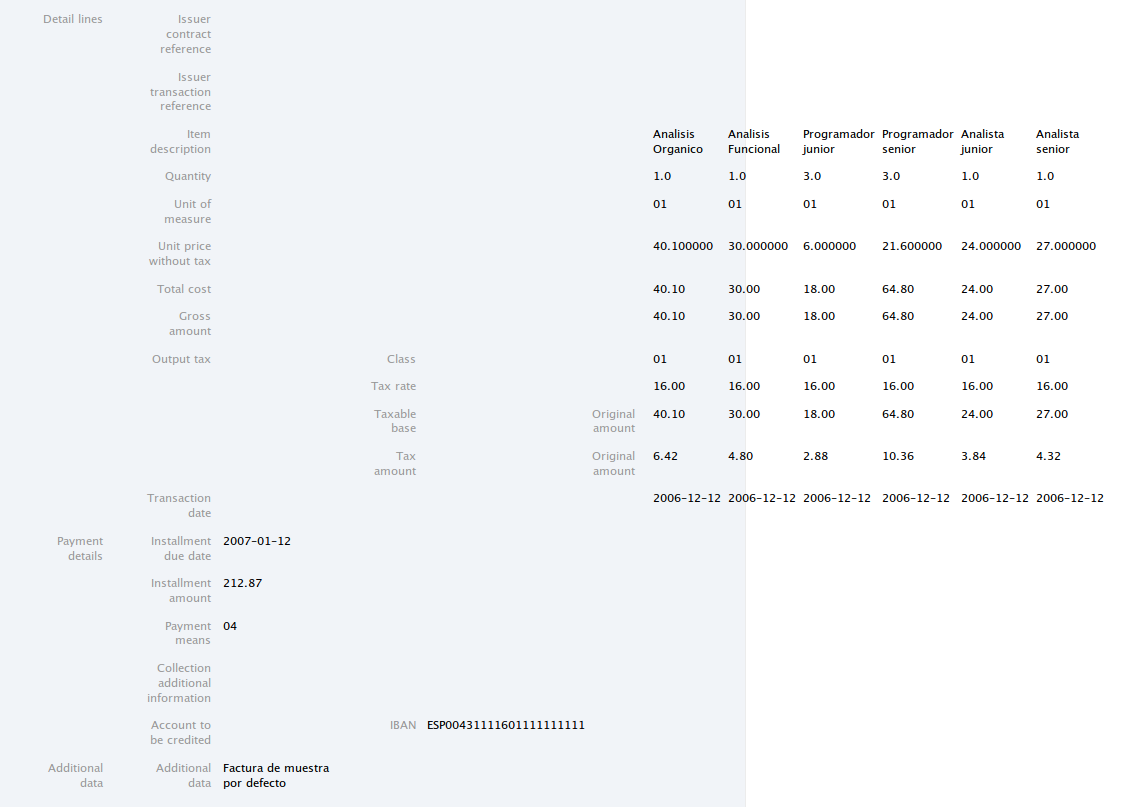 Detail lines Issuer
contract
reference
Issuer
transaction
reference
Item Analisis Analisis Programador Programador Analista Analista
description Organico Funcional junior senior junior senior
Quantity 1.0 1.0 3.0 3.0 1.0 1.0
Unit of 01 01 01 01 01 01
measure
Unit price 40.100000 30.000000 6.000000 21.600000 24.000000 27.000000
without tax
Total cost 40.10 30.00 18.00 64.80 24.00 27.00
Gross 40.10 30.00 18.00 64.80 24.00 27.00
amount
Output tax Class 01 01 01 01 01 01
Tax rate 16.00 16.00 16.00 16.00 16.00 16.00
Taxable Original 40.10 30.00 18.00 64.80 24.00 27.00
base amount
Tax Original 6.42 4.80 2.88 10.36 3.84 4.32
amount amount
Transaction 2006-12-12 2006-12-12 2006-12-12 2006-12-12 2006-12-12 2006-12-12
date
Payment Installment 2007-01-12
details due date
Installment 212.87
amount
Payment 04
means
Collection
additional
information
Account to IBAN ESP00431111601111111111
be credited
Additional Additional Factura de muestra
data data por defecto